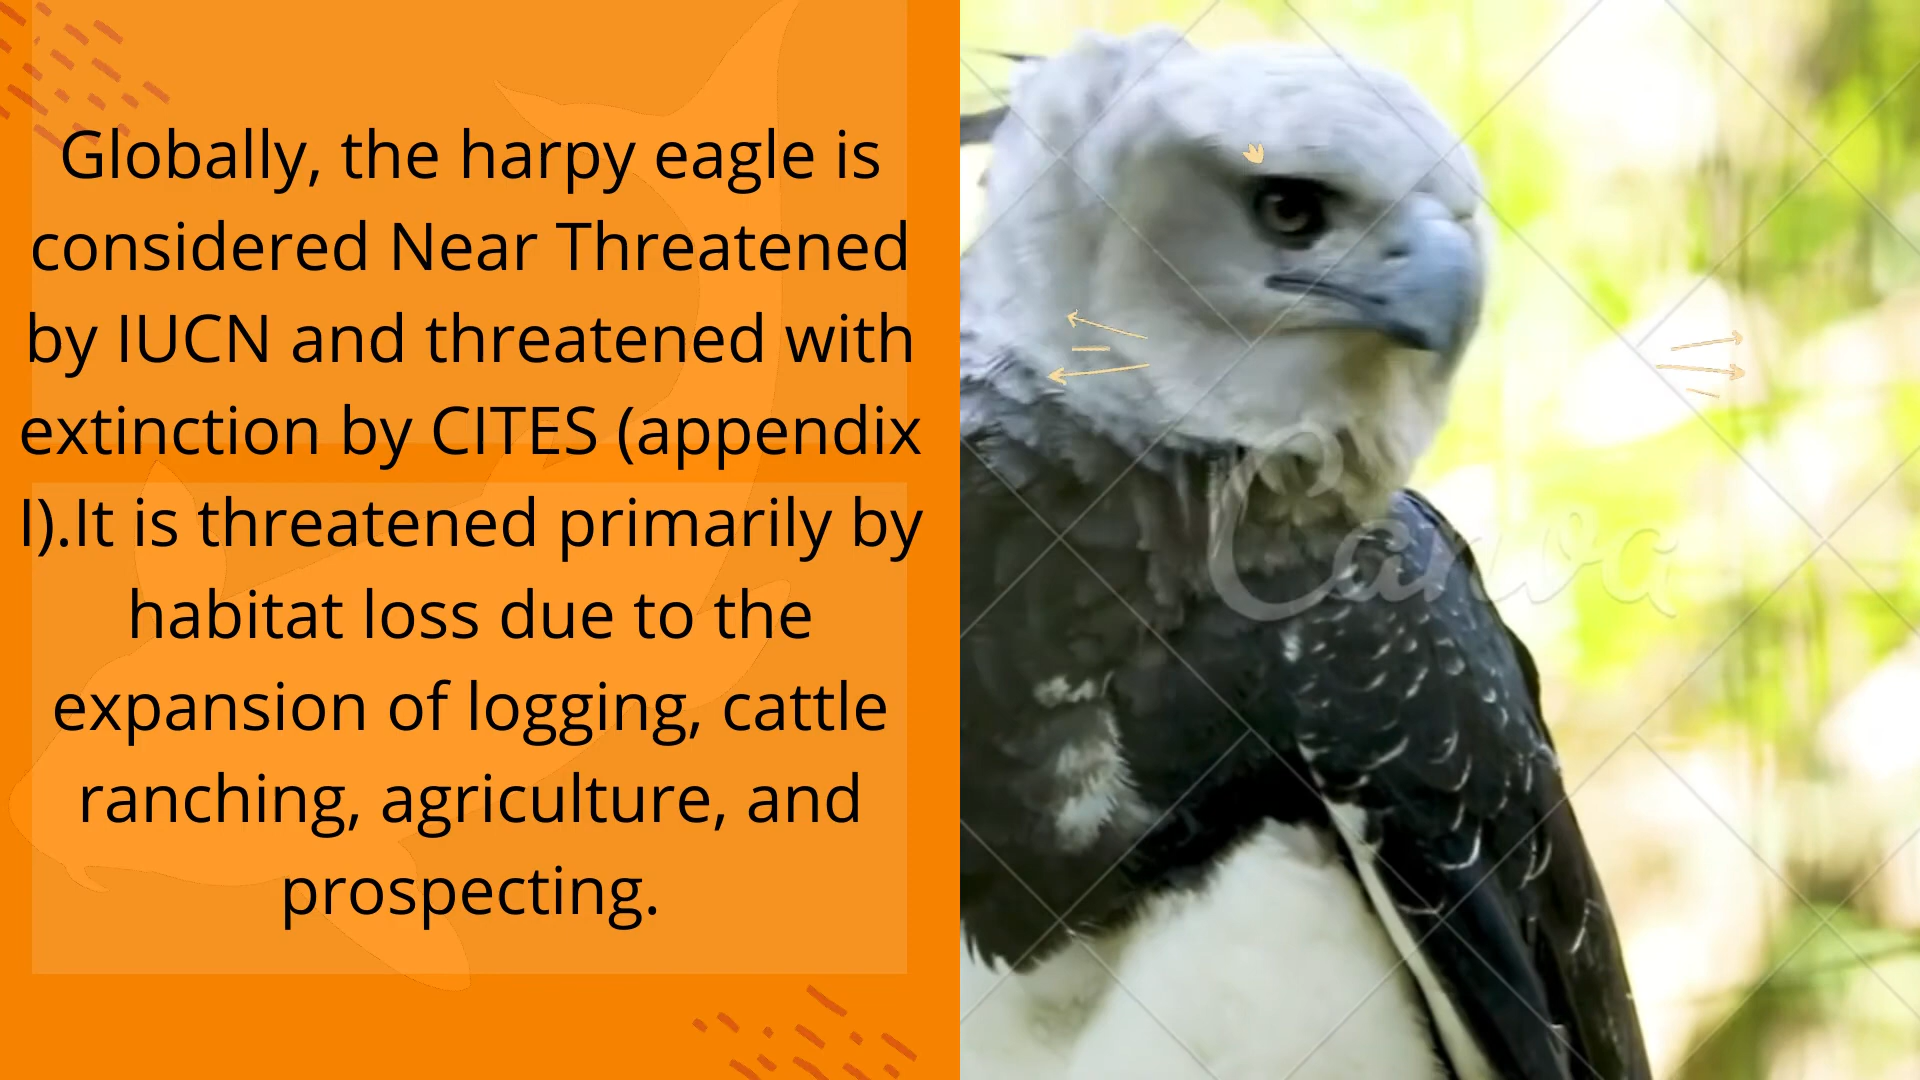 Globally, the harpy eagle is
considered Near Threatened
by IUCN and threatened with
extinction by CITES (appendix
I).It is threatened primarily by
habitat loss due to the
expansion of logging, cattle
ranching, agriculture, and
prospecting.
Canva